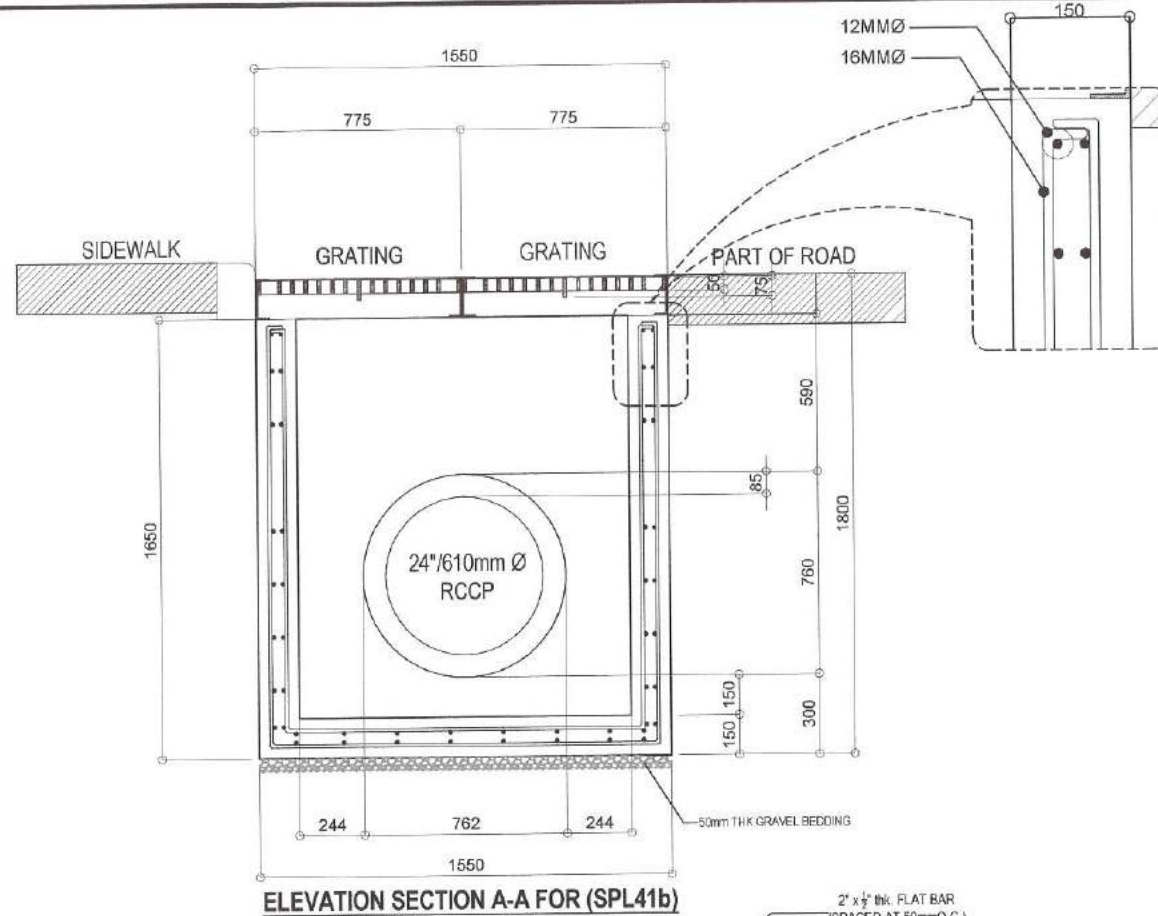 150
12MMØ
16MMØ
1550
775
775
SIDEWALK
GRATING
GRATING
PART OF ROAD
50
75
590
85
1800
1650
24"/610mm Ø
RCCP
760
150
150
300
244
762
244
50mm THK GRAVEL BEDDING
1550
ELEVATION SECTION A-A FOR (SPL41b)
2" x ½" thk. FLAT BAR